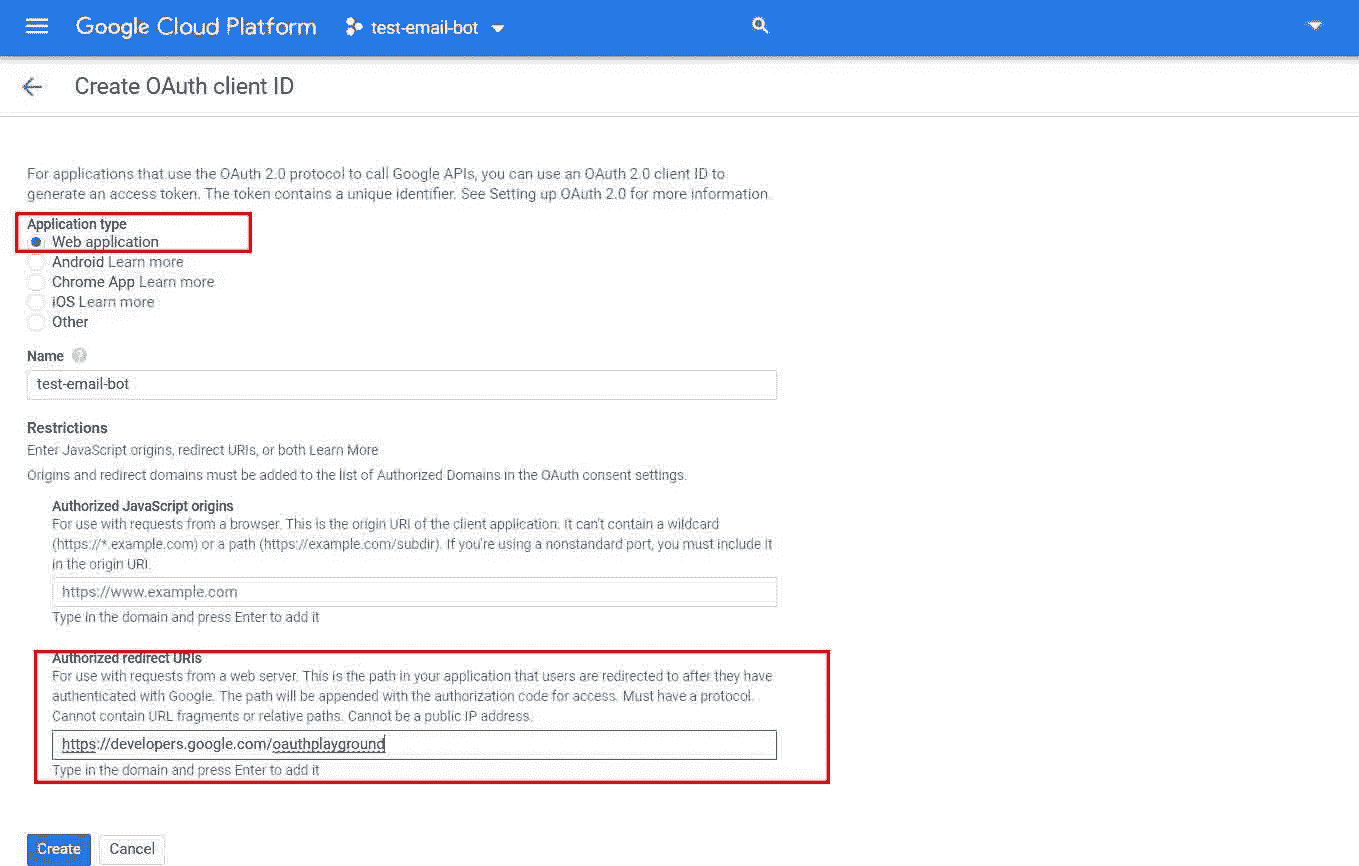 Google Cloud Platform test-email-bot
Create OAuth client ID
For applications that use the OAuth 2.0 protocol to call Google APIs, you can use an OAuth 2.0 client ID to
generate an access token. The token contains a unique identifier. See Setting up OAuth 2.0 for more information.
Application type
Web application
Android Learn more
Chrome App Learn more
iOS Learn more
Other
Name ?
test-email-bot
Restrictions
Enter JavaScript origins, redirect URIs, or both Learn More
Origins and redirect domains must be added to the list of Authorized Domains in the OAuth consent settings.
Authorized JavaScript origins
For use with requests from a browser. This is the origin URI of the client application. It can't contain a wildcard
(https://*.example.com) or a path (https://example.com/subdir). If you're using a nonstandard port, you must include it
in the origin URI.
https://www.example.com
Type in the domain and press Enter to add it
Authorized redirect URIs
For use with requests from a web server. This is the path in your application that users are redirected to after they have
authenticated with Google. The path will be appended with the authorization code for access. Must have a protocol.
Cannot contain URL fragments or relative paths. Cannot be a public IP address.
https://developers.google.com/oauthplayground
Type in the domain and press Enter to add it
Create Cancel